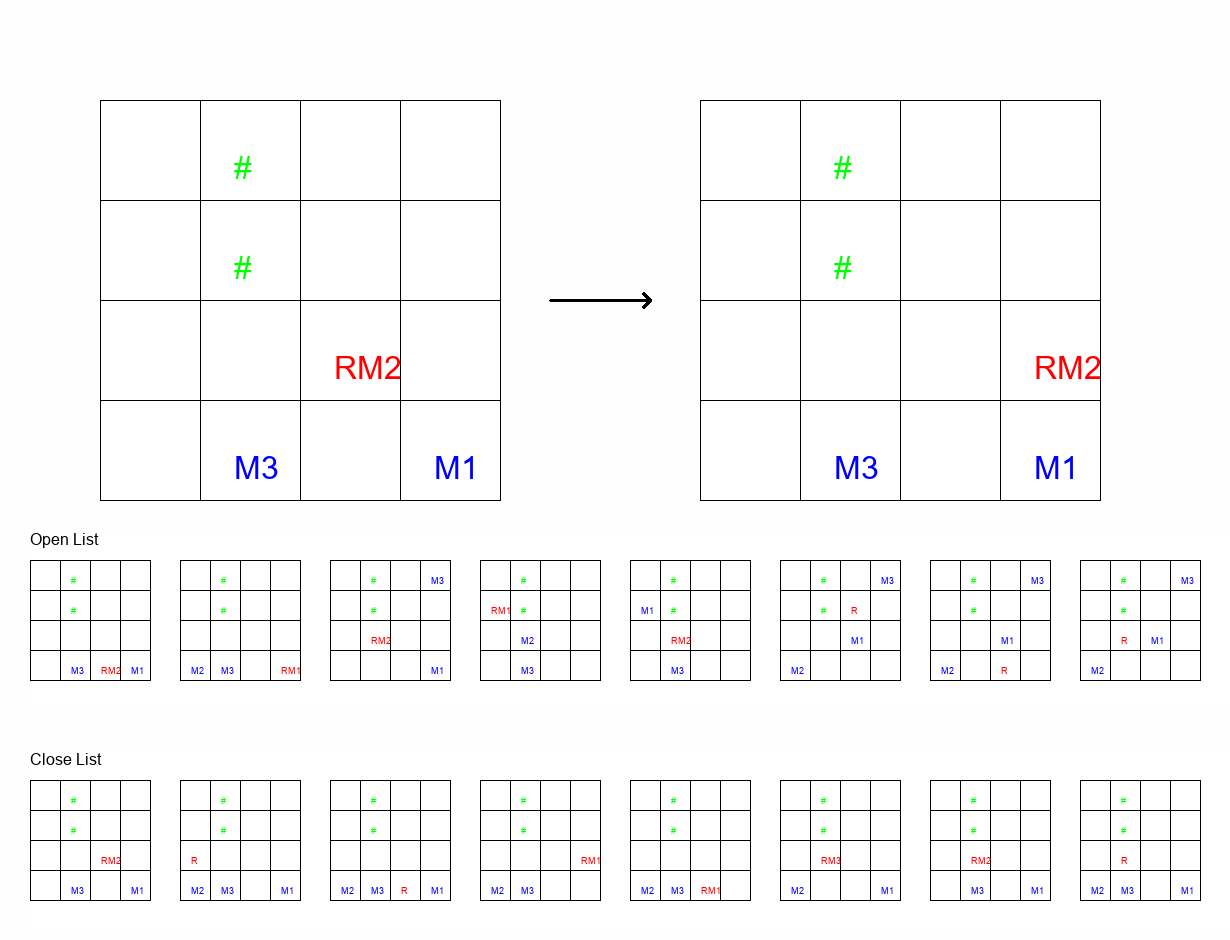 # #
# #
RM2 RM2
M3 M1 M3 M1
Open List
# # # M3 # # # M3 # M3 # M3
# # # RM1 # M1 # # R # #
RM2 M2 RM2 M1 M1 R M1
M3 RM2 M1 M2 M3 RM1 M1 M3 M3 M2 M2 R M2
Close List
# # # # # # # #
# # # # # # # #
RM2 R RM1 RM3 RM2 R
M3 M1 M2 M3 M1 M2 M3 R M1 M2 M3 M2 M3 RM1 M2 M1 M3 M1 M2 M3 M1